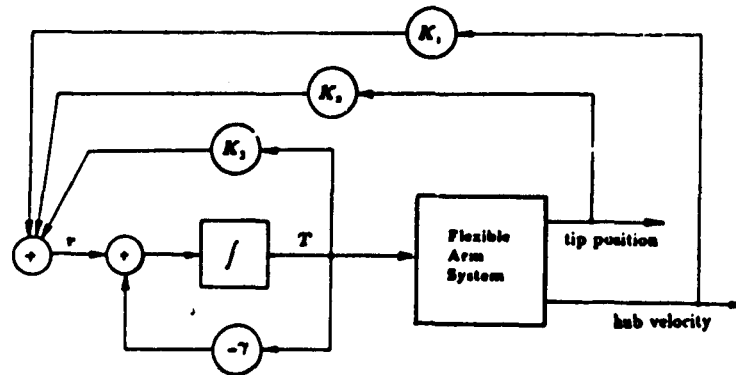 K₁
K₂
K₃
+
r
+
∫
T
Flexible
Arm
System
tip position
hub velocity
-γ